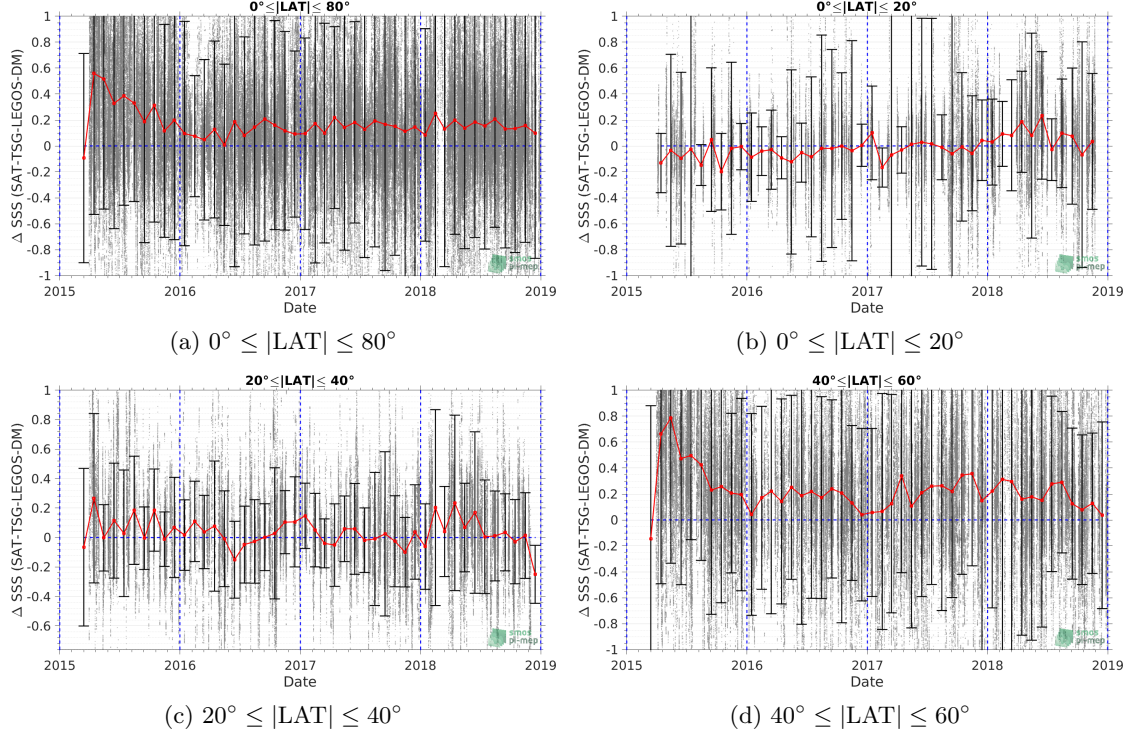 0°≤|LAT|≤ 80°
Δ SSS (SAT-TSG-LEGOS-DM)
1
0.8
0.6
0.4
0.2
0
-0.2
-0.4
-0.6
-0.8
-1
2015 2016 2017 2018 2019
Date
smos
pi-mep
(a) 0° ≤ |LAT| ≤ 80°
0°≤|LAT|≤ 20°
Δ SSS (SAT-TSG-LEGOS-DM)
1
0.8
0.6
0.4
0.2
0
-0.2
-0.4
-0.6
-0.8
-1
2015 2016 2017 2018 2019
Date
smos
pi-mep
(b) 0° ≤ |LAT| ≤ 20°
20°≤|LAT|≤ 40°
Δ SSS (SAT-TSG-LEGOS-DM)
1
0.8
0.6
0.4
0.2
0
-0.2
-0.4
-0.6
2015 2016 2017 2018 2019
Date
smos
pi-mep
(c) 20° ≤ |LAT| ≤ 40°
40°≤|LAT|≤ 60°
Δ SSS (SAT-TSG-LEGOS-DM)
1
0.8
0.6
0.4
0.2
0
-0.2
-0.4
-0.6
-0.8
-1
2015 2016 2017 2018 2019
Date
smos
pi-mep
(d) 40° ≤ |LAT| ≤ 60°